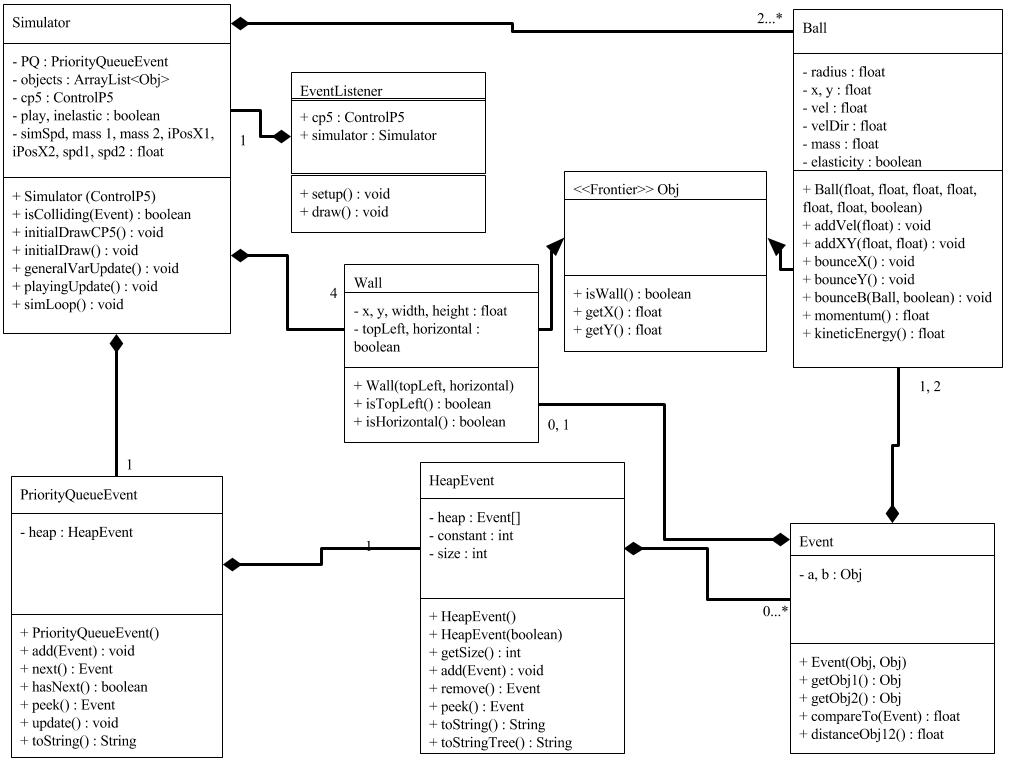 Simulator
- PQ : PriorityQueueEvent
- objects : ArrayList<Obj>
- cp5 : ControlP5
- play, inelastic : boolean
- simSpd, mass 1, mass 2, iPosX1,
iPosX2, spd1, spd2 : float
+ Simulator (ControlP5)
+ isColliding(Event) : boolean
+ initialDrawCP5() : void
+ initialDraw() : void
+ generalVarUpdate() : void
+ playingUpdate() : void
+ simLoop() : void
2...*
1
4
1
EventListener
+ cp5 : ControlP5
+ simulator : Simulator
+ setup() : void
+ draw() : void
Ball
- radius : float
- x, y : float
- vel : float
- velDir : float
- mass : float
- elasticity : boolean
+ Ball(float, float, float, float,
float, float, boolean)
+ addVel(float) : void
+ addXY(float, float) : void
+ bounceX() : void
+ bounceY() : void
+ bounceB(Ball, boolean) : void
+ momentum() : float
+ kineticEnergy() : float
<<Frontier>> Obj
+ isWall() : boolean
+ getX() : float
+ getY() : float
Wall
- x, y, width, height : float
- topLeft, horizontal :
boolean
+ Wall(topLeft, horizontal)
+ isTopLeft() : boolean
+ isHorizontal() : boolean
0, 1
1, 2
PriorityQueueEvent
- heap : HeapEvent
+ PriorityQueueEvent()
+ add(Event) : void
+ next() : Event
+ hasNext() : boolean
+ peek() : Event
+ update() : void
+ toString() : String
1
HeapEvent
- heap : Event[]
- constant : int
- size : int
+ HeapEvent()
+ HeapEvent(boolean)
+ getSize() : int
+ add(Event) : void
+ remove() : Event
+ peek() : Event
+ toString() : String
+ toStringTree() : String
0...*
Event
- a, b : Obj
+ Event(Obj, Obj)
+ getObj1() : Obj
+ getObj2() : Obj
+ compareTo(Event) : float
+ distanceObj12() : float